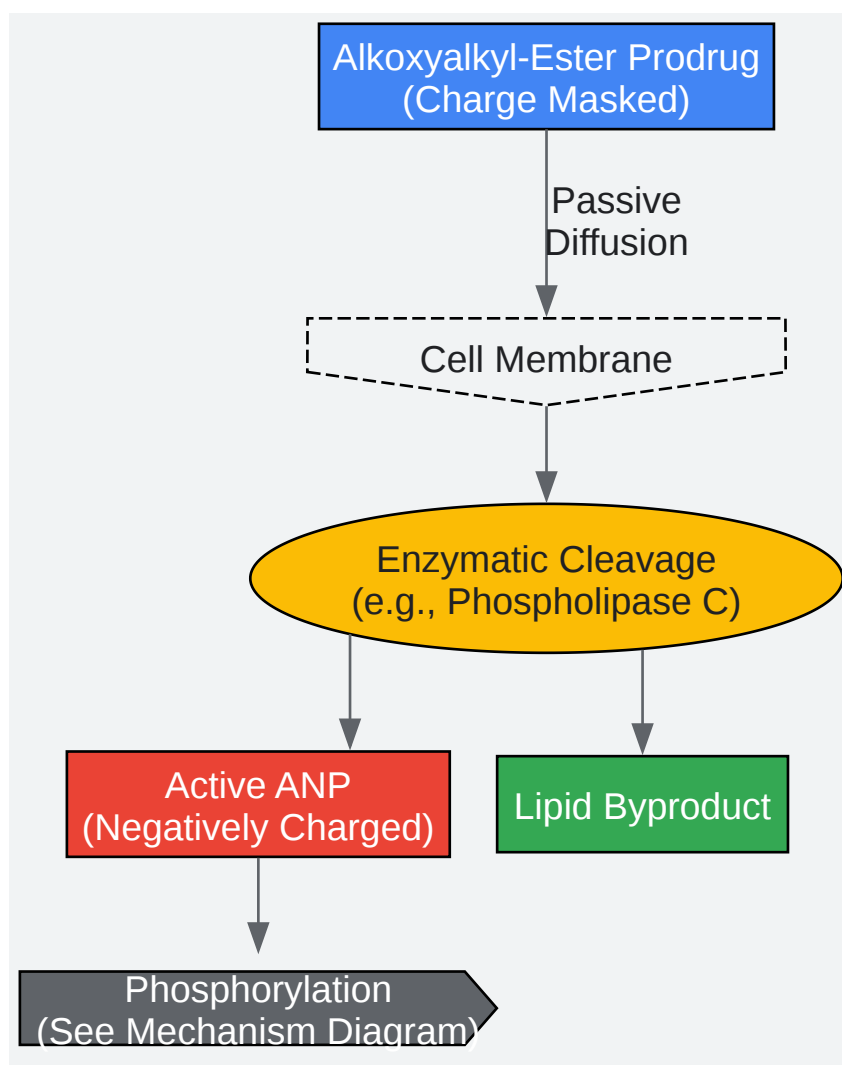 Alkoxyalkyl-Ester Prodrug
(Charge Masked)
Passive
Diffusion
Cell Membrane
Enzymatic Cleavage
(e.g., Phospholipase C)
Active ANP
(Negatively Charged)
Lipid Byproduct
Phosphorylation
(See Mechanism Diagram)